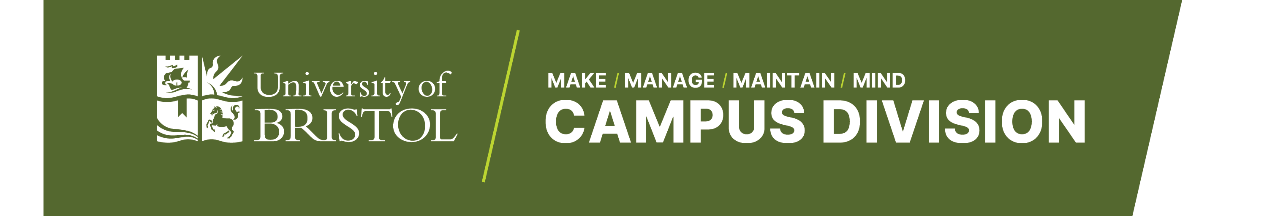 University of
BRISTOL
MAKE / MANAGE / MAINTAIN / MIND
CAMPUS DIVISION